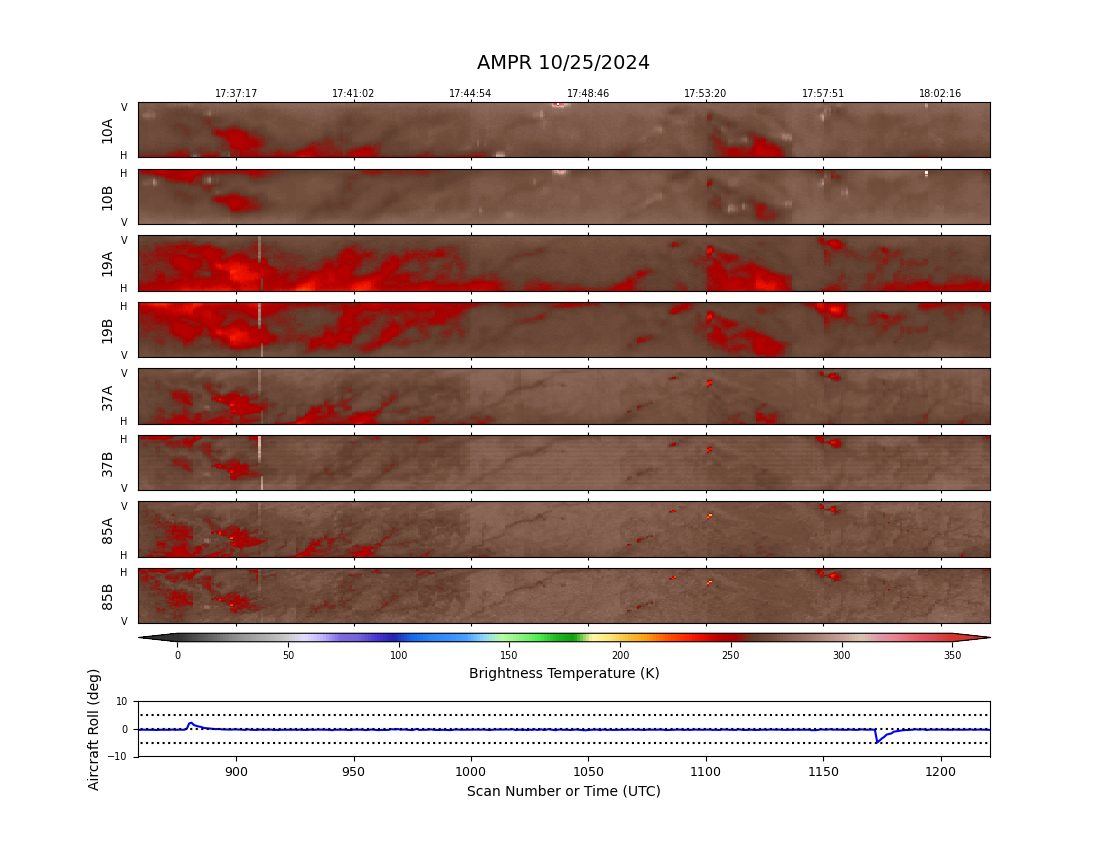 AMPR 10/25/2024
17:37:17 17:41:02 17:44:54 17:48:46 17:53:20 17:57:51 18:02:16
V
10A
H
H
10B
V
V
19A
H
H
19B
V
V
37A
H
H
37B
V
V
85A
H
H
85B
V
0 50 100 150 200 250 300 350
Brightness Temperature (K)
Aircraft Roll (deg)
10
0
−10
900 950 1000 1050 1100 1150 1200
Scan Number or Time (UTC)